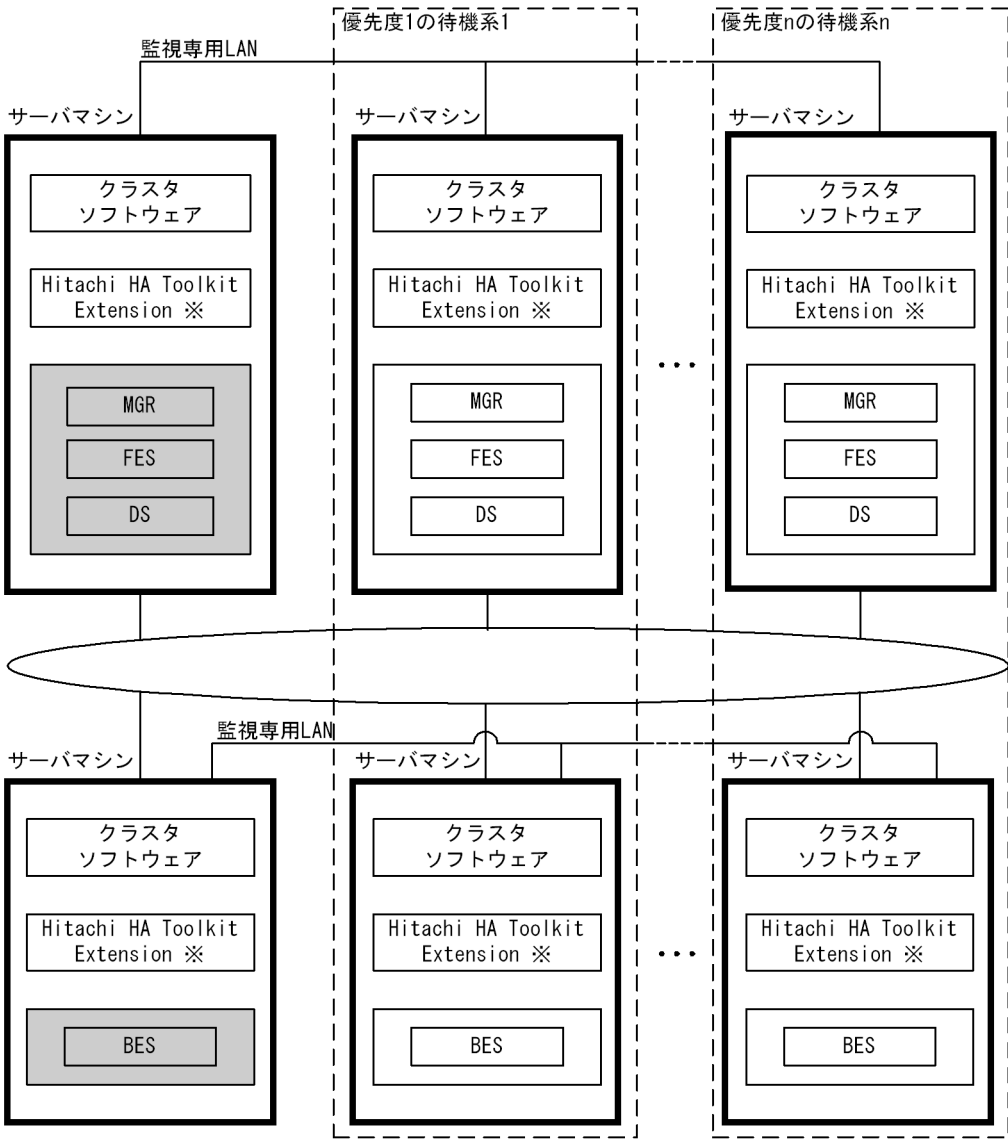 優先度1の待機系1
優先度nの待機系n
監視専用LAN
サーバマシン
サーバマシン
サーバマシン
クラスタ
ソフトウェア
クラスタ
ソフトウェア
クラスタ
ソフトウェア
Hitachi HA Toolkit
Extension ※
Hitachi HA Toolkit
Extension ※
Hitachi HA Toolkit
Extension ※
MGR
FES
DS
MGR
FES
DS
…
MGR
FES
DS
監視専用LAN
サーバマシン
サーバマシン
サーバマシン
クラスタ
ソフトウェア
クラスタ
ソフトウェア
クラスタ
ソフトウェア
Hitachi HA Toolkit
Extension ※
Hitachi HA Toolkit
Extension ※
…
Hitachi HA Toolkit
Extension ※
BES
BES
BES